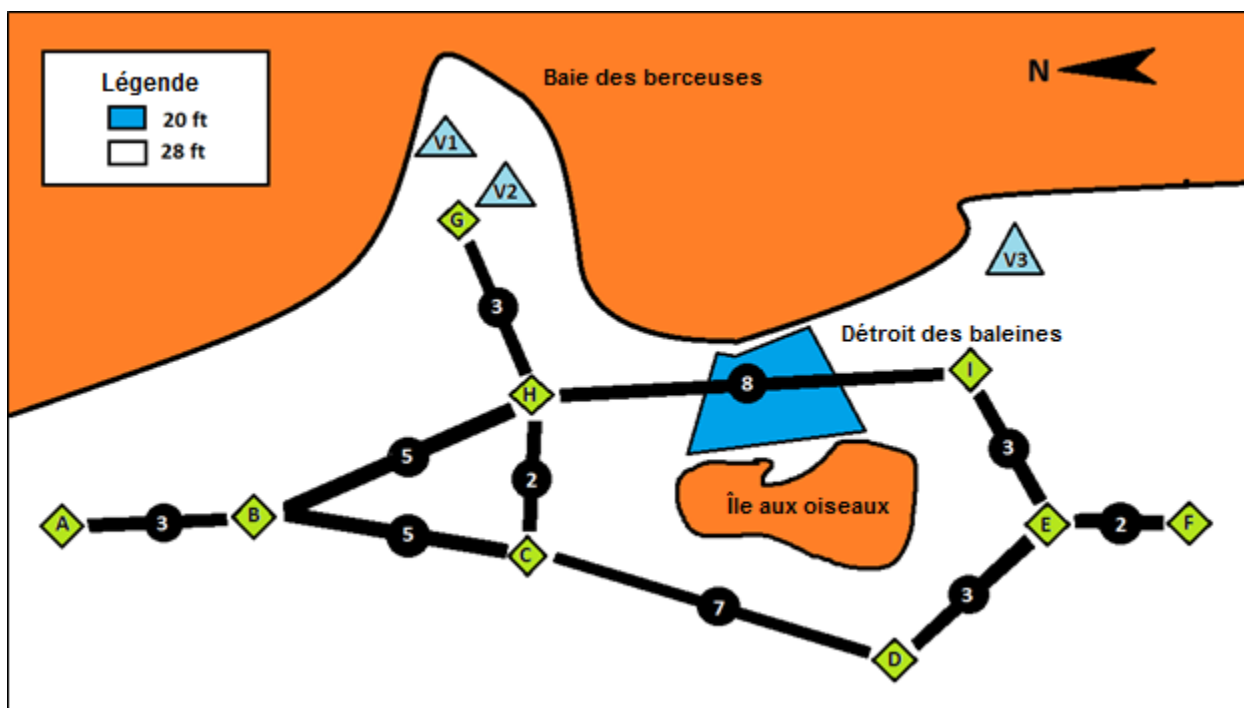 Légende
20 ft
28 ft
Baie des berceuses
N
V1
V2
G
V3
3
Détroit des baleines
H
8
I
5
2
3
Île aux oiseaux
A
3
B
5
C
E
2
F
7
3
D